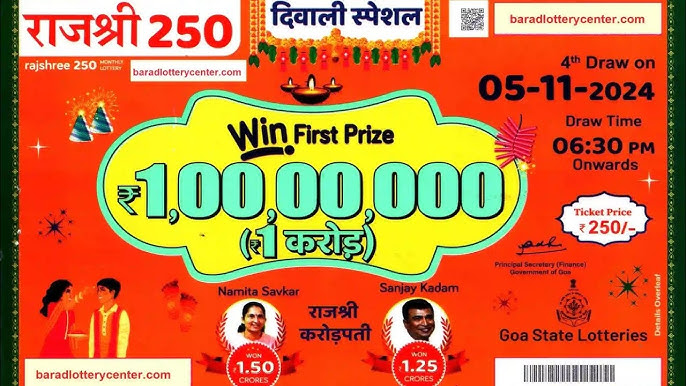 राजश्री 250
rajshree 250 MONTHLY LOTTERY
baradlotterycenter.com
दिवाली स्पेशल
baradlotterycenter.com
4th Draw on
05-11-2024
Draw Time
06:30 PM
Onwards
Win First Prize
₹1,00,00,000
(₹1 करोड़)
Ticket Price
₹ 250/-
Principal Secretary (Finance)
Government of Goa
Goa State Lotteries
Details Overleaf
Namita Savkar
WON
₹1.50
CRORES
राजश्री
करोड़पती
Sanjay Kadam
WON
₹1.25
CRORES
baradlotterycenter.com
baradlotterycenter.com